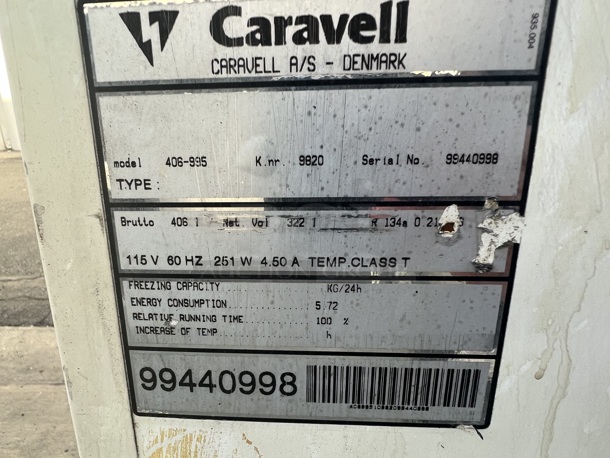 Caravell
CARAVELL A/S - DENMARK
935.004
model 406-995 K.nr. 9820 Serial No. 99440998
TYPE :
Brutto 406 l Net. Vol 322 l R 134a 0 21
115 V 60 HZ 251 W 4.50 A TEMP.CLASS T
FREEZING CAPACITY.................. KG/24h
ENERGY CONSUMPTION............. 5.72
RELATIVE RUNNING TIME.......... 100 %
INCREASE OF TEMP............... h
99440998